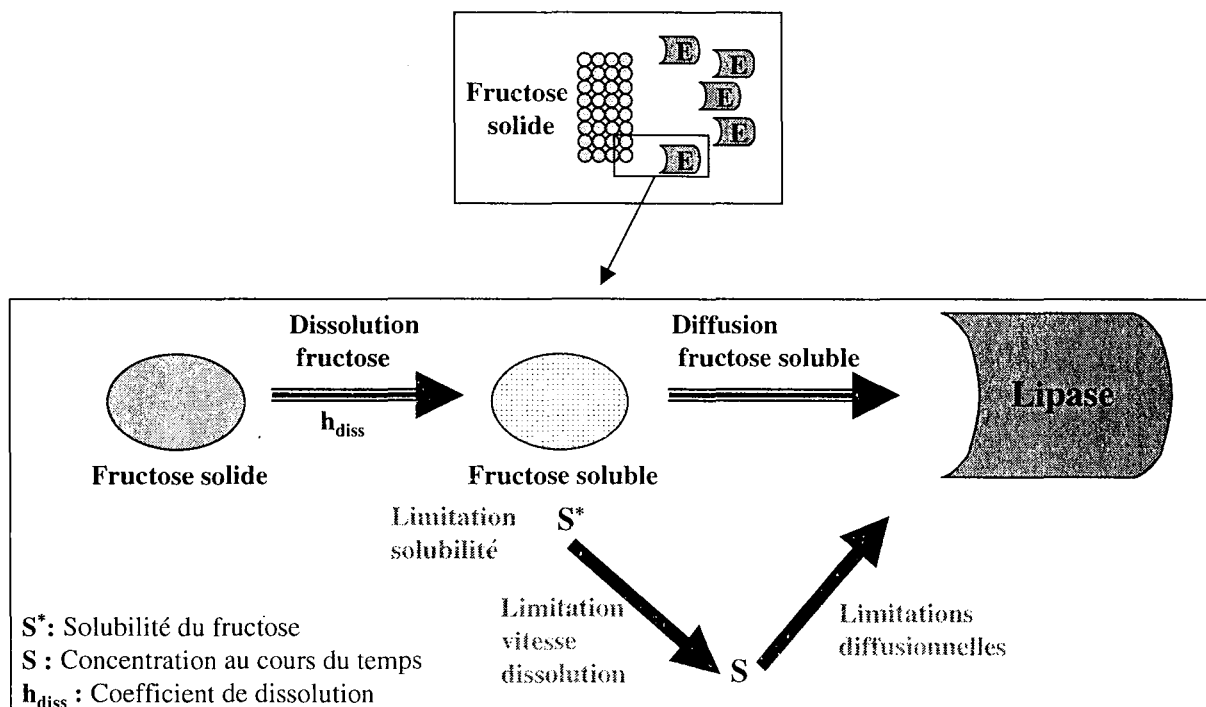 Fructose
solide
E
E
E
E
E
Dissolution
fructose
h_diss
Diffusion
fructose soluble
Lipase
Fructose solide
Fructose soluble
Limitation
solubilité
S*
Limitation
vitesse
dissolution
S
Limitations
diffusionnelles
S*: Solubilité du fructose
S : Concentration au cours du temps
h_diss : Coefficient de dissolution